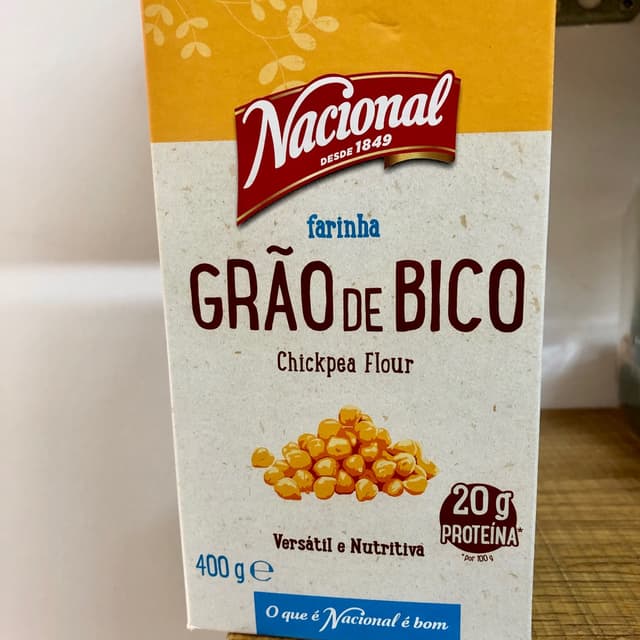 Nacional
DESDE 1849
farinha
GRÃO DE BICO
Chickpea Flour
20 g
PROTEÍNA*
*por 100 g
Versátil e Nutritiva
400 g ℮
O que é Nacional é bom